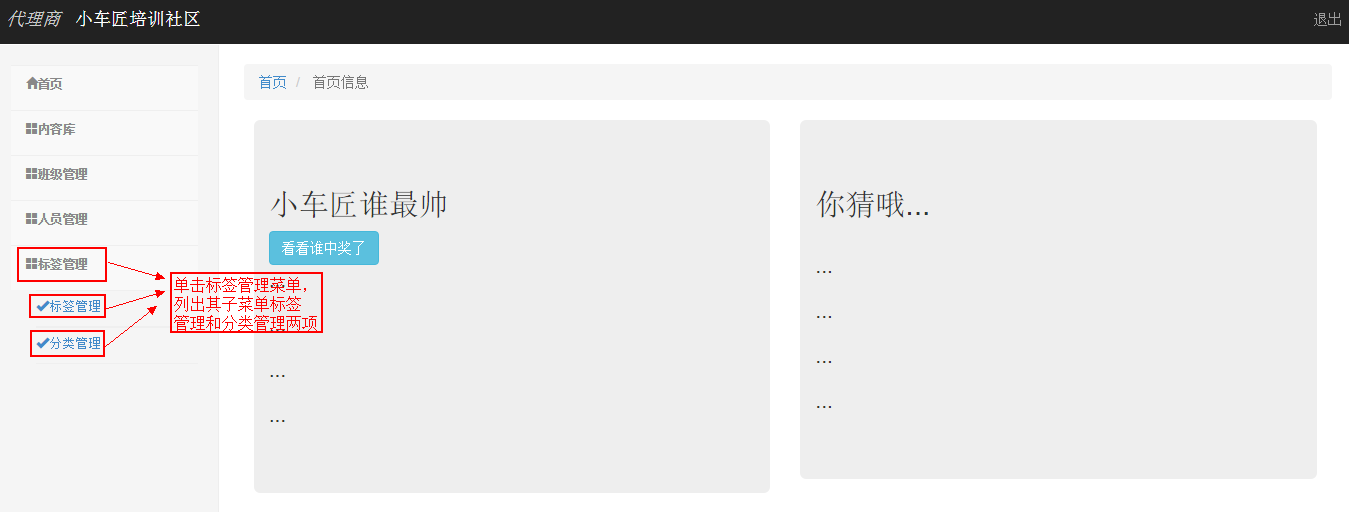 代理商 小车匠培训社区
退出
首页
内容库
班级管理
人员管理
标签管理
标签管理
分类管理
首页 / 首页信息
小车匠谁最帅
看看谁中奖了
单击标签管理菜单，
列出其子菜单标签
管理和分类管理两项
...
...
你猜哦...
...
...
...
...